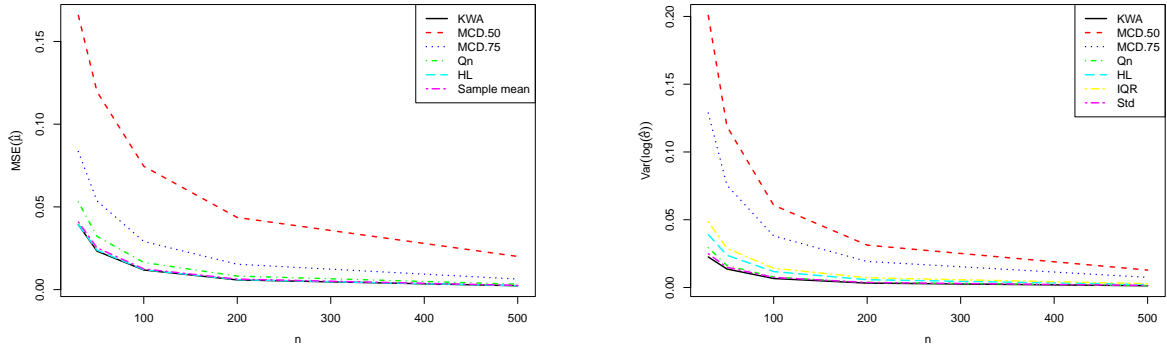 MSE(μ̂)
0.00
0.05
0.10
0.15
100
200
300
400
500
n
KWA
MCD.50
MCD.75
Qn
HL
Sample mean
Var(log(σ̂))
0.00
0.05
0.10
0.15
0.20
100
200
300
400
500
n
KWA
MCD.50
MCD.75
Qn
HL
IQR
Std